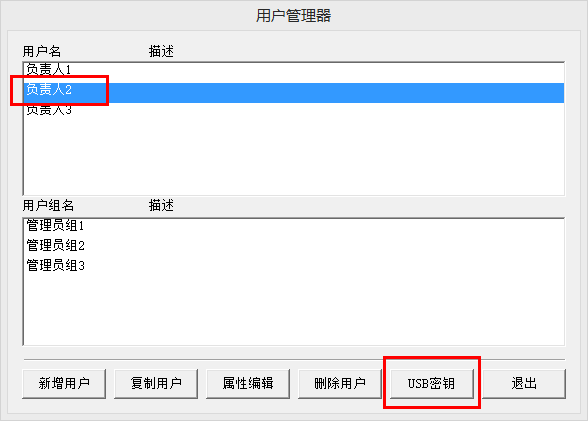 用户管理器
用户名 描述
负责人1
负责人2
负责人3
用户组名 描述
管理员组1
管理员组2
管理员组3
新增用户 复制用户 属性编辑 删除用户 USB密钥 退出